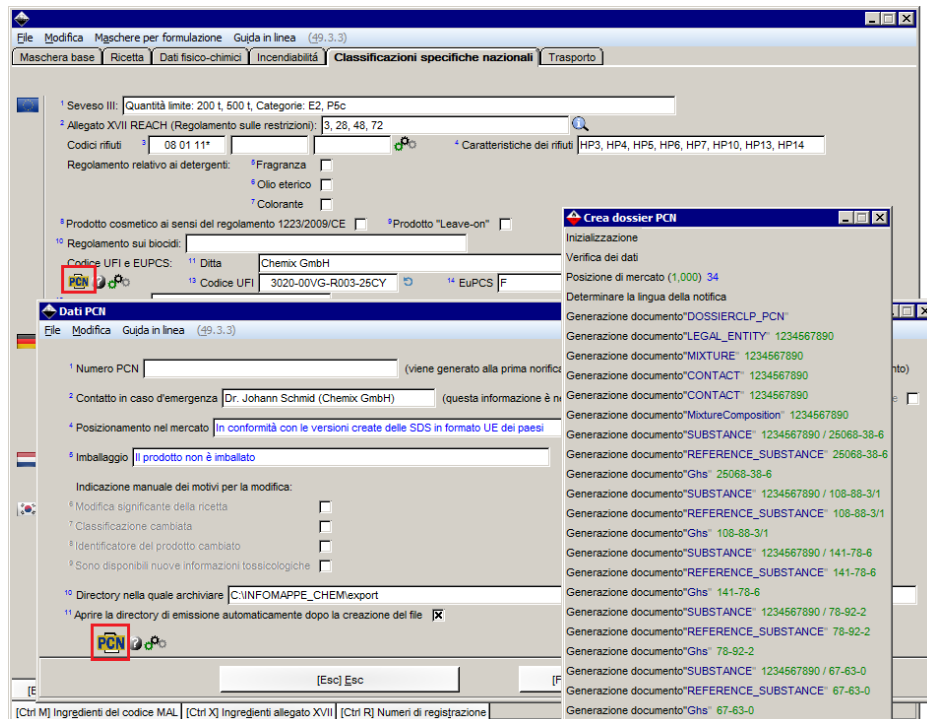 File Modifica Maschere per formulazione Guida in linea (49.3.3)
Maschera base Ricetta Dati fisico-chimici Incendiabilitá Classificazioni specifiche nazionali Trasporto
1 Seveso III: Quantità limite: 200 t, 500 t, Categorie: E2, P5c
2 Allegato XVII REACH (Regolamento sulle restrizioni): 3, 28, 48, 72
Codici rifiuti 3 08 01 11* 4 Caratteristiche dei rifiuti HP3, HP4, HP5, HP6, HP7, HP10, HP13, HP14
Regolamento relativo ai detergenti: 5 Fragranza
6 Olio eterico
7 Colorante
8 Prodotto cosmetico ai sensi del regolamento 1223/2009/CE 9 Prodotto "Leave-on"
10 Regolamento sui biocidi:
Codice UFI e EUPCS: 11 Ditta Chemix GmbH
PCN 13 Codice UFI 3020-00VG-R003-25CY 14 EuPCS F
Dati PCN
File Modifica Guida in linea (49.3.3)
1 Numero PCN (viene generato alla prima notifica
nto)
2 Contatto in caso d'emergenza Dr. Johann Schmid (Chemix GmbH) (questa informazione è ne
e
4 Posizionamento nel mercato In conformità con le versioni create delle SDS in formato UE dei paesi
5 Imballaggio Il prodotto non è imballato
Indicazione manuale dei motivi per la modifica:
6 Modifica significante della ricetta
7 Classificazione cambiata
8 Identificatore del prodotto cambiato
9 Sono disponibili nuove informazioni tossicologiche
10 Directory nella quale archiviare C:\INFOMAPPE_CHEM\export
11 Aprire la directory di emissione automaticamente dopo la creazione del file
PCN
[Esc] Esc [F
[E
[Ctrl M] Ingredienti del codice MAL [Ctrl X] Ingredienti allegato XVII [Ctrl R] Numeri di registrazione
Crea dossier PCN
Inizializzazione
Verifica dei dati
Posizione di mercato (1,000) 34
Determinare la lingua della notifica
Generazione documento"DOSSIERCLP_PCN"
Generazione documento"LEGAL_ENTITY" 1234567890
Generazione documento"MIXTURE" 1234567890
Generazione documento"CONTACT" 1234567890
Generazione documento"CONTACT" 1234567890
Generazione documento"MixtureComposition" 1234567890
Generazione documento"SUBSTANCE" 1234567890 / 25068-38-6
Generazione documento"REFERENCE_SUBSTANCE" 25068-38-6
Generazione documento"Ghs" 25068-38-6
Generazione documento"SUBSTANCE" 1234567890 / 108-88-3/1
Generazione documento"REFERENCE_SUBSTANCE" 108-88-3/1
Generazione documento"Ghs" 108-88-3/1
Generazione documento"SUBSTANCE" 1234567890 / 141-78-6
Generazione documento"REFERENCE_SUBSTANCE" 141-78-6
Generazione documento"Ghs" 141-78-6
Generazione documento"SUBSTANCE" 1234567890 / 78-92-2
Generazione documento"REFERENCE_SUBSTANCE" 78-92-2
Generazione documento"Ghs" 78-92-2
Generazione documento"SUBSTANCE" 1234567890 / 67-63-0
Generazione documento"REFERENCE_SUBSTANCE" 67-63-0
Generazione documento"Ghs" 67-63-0